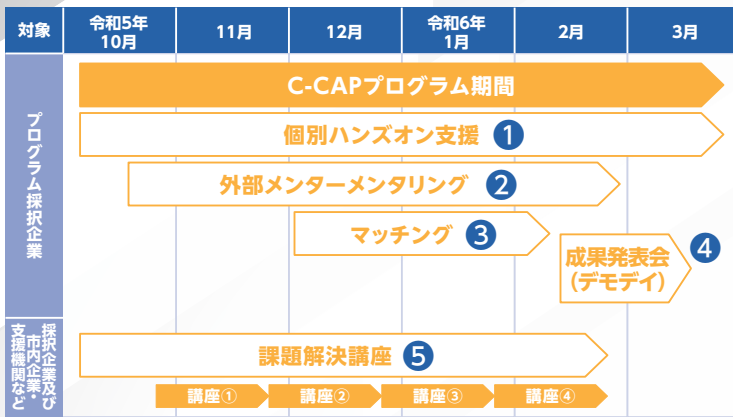 対象
令和5年
10月
11月
12月
令和6年
1月
2月
3月
プログラム採択企業
C-CAPプログラム期間
個別ハンズオン支援 1
外部メンターメンタリング 2
マッチング 3
成果発表会
(デモデイ)
4
採択企業及び
市内企業・
支援機関など
課題解決講座 5
講座①
講座②
講座③
講座④